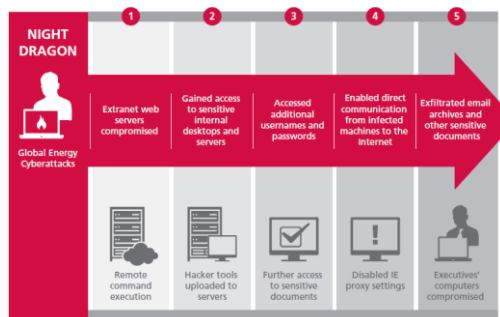 NIGHT
DRAGON
Global Energy
Cyberattacks
1
Extranet web
servers
compromised
Remote
command
execution
2
Gained access
to sensitive
internal
desktops and
servers
Hacker tools
uploaded to
servers
3
Accessed
additional
usernames and
passwords
Further access
to sensitive
documents
4
Enabled direct
communication
from infected
machines to the
Internet
Disabled IE
proxy settings
5
Exfiltrated email
archives and
other sensitive
documents
Executives'
computers
compromised